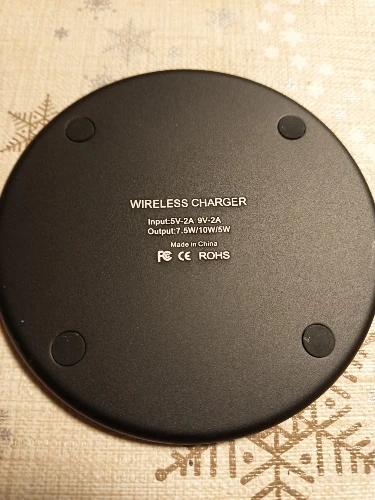 WIRELESS CHARGER
Input:5V-2A 9V-2A
Output:7.5W/10W/5W
Made in China
FC CE ROHS